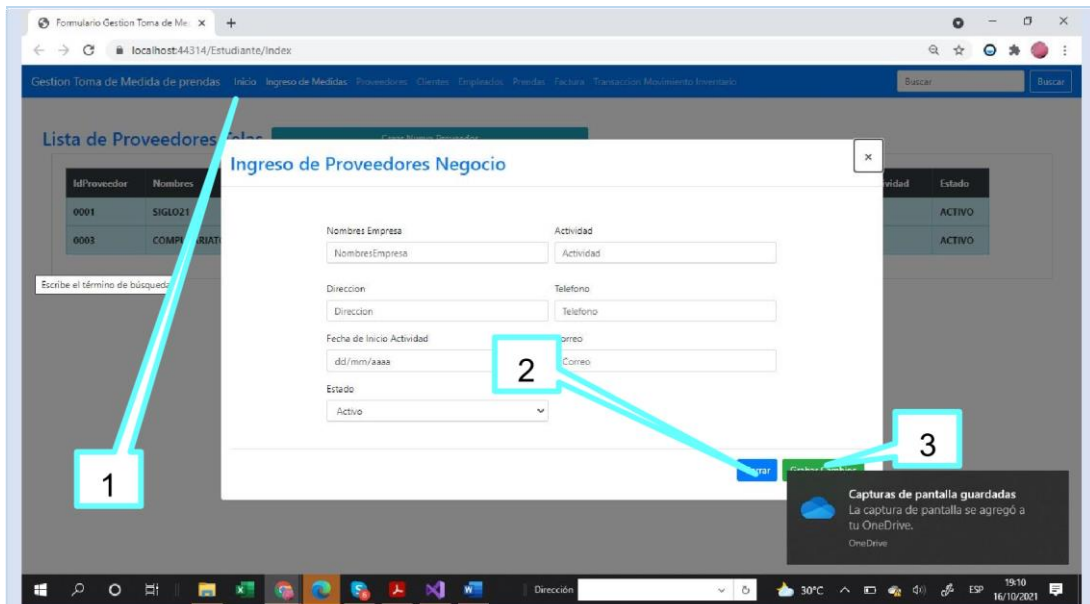 Formulario Gestion Toma de Me
localhost:44314/Estudiante/Index
Gestion Toma de Medida de prendas Inicio Ingreso de Medidas Proveedores Clientes Empleados Prendas Factura Transaccion Movimiento Inventario Buscar Buscar
Lista de Proveedores Telas
Crear Nuevo Proveedor
Ingreso de Proveedores Negocio
×
IdProveedor Nombres Estado
0001 SIGLO21 ACTIVO
0003 ACTIVO
Escribe el término de búsqueda
Nombres Empresa Actividad
NombresEmpresa Actividad
Direccion Telefono
Direccion Telefono
Fecha de Inicio Actividad
dd/mm/aaaa Correo
Estado
Activo
1
2
3
Capturas de pantalla guardadas
La captura de pantalla se agregó a
tu OneDrive.
OneDrive
Dirección
30°C
ESP
19:10
16/10/2021